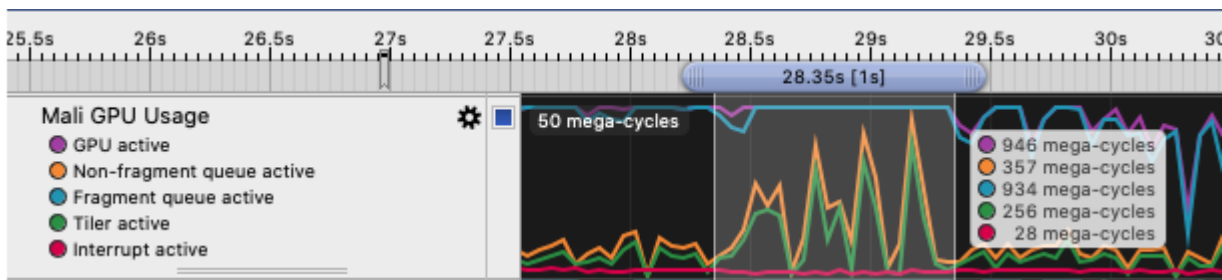 25.5s 26s 26.5s 27s 27.5s 28s 28.5s 29s 29.5s 30s 30
28.35s [1s]
Mali GPU Usage
50 mega-cycles
GPU active
Non-fragment queue active
Fragment queue active
Tiler active
Interrupt active
946 mega-cycles
357 mega-cycles
934 mega-cycles
256 mega-cycles
28 mega-cycles